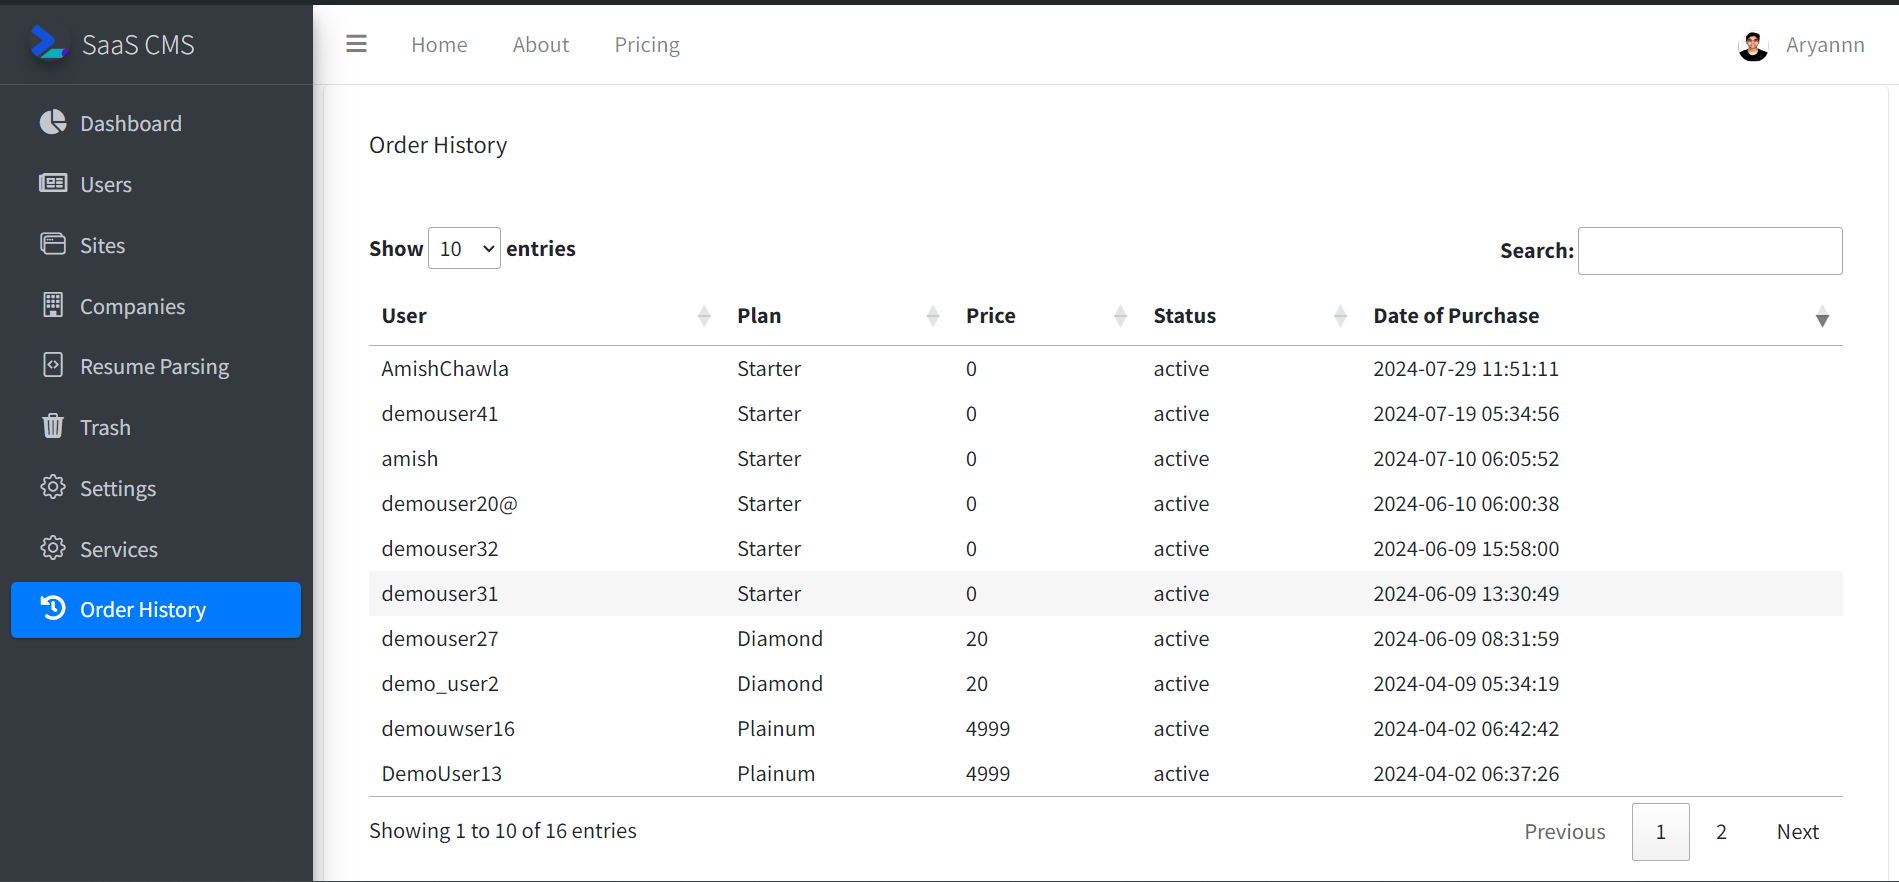 SaaS CMS
Home About Pricing
Aryannn
Dashboard
Users
Sites
Companies
Resume Parsing
Trash
Settings
Services
Order History
Order History
Show 10 entries
Search:
User Plan Price Status Date of Purchase
AmishChawla Starter 0 active 2024-07-29 11:51:11
demouser41 Starter 0 active 2024-07-19 05:34:56
amish Starter 0 active 2024-07-10 06:05:52
demouser20@ Starter 0 active 2024-06-10 06:00:38
demouser32 Starter 0 active 2024-06-09 15:58:00
demouser31 Starter 0 active 2024-06-09 13:30:49
demouser27 Diamond 20 active 2024-06-09 08:31:59
demo_user2 Diamond 20 active 2024-04-09 05:34:19
demouwser16 Plainum 4999 active 2024-04-02 06:42:42
DemoUser13 Plainum 4999 active 2024-04-02 06:37:26
Showing 1 to 10 of 16 entries
Previous 1 2 Next